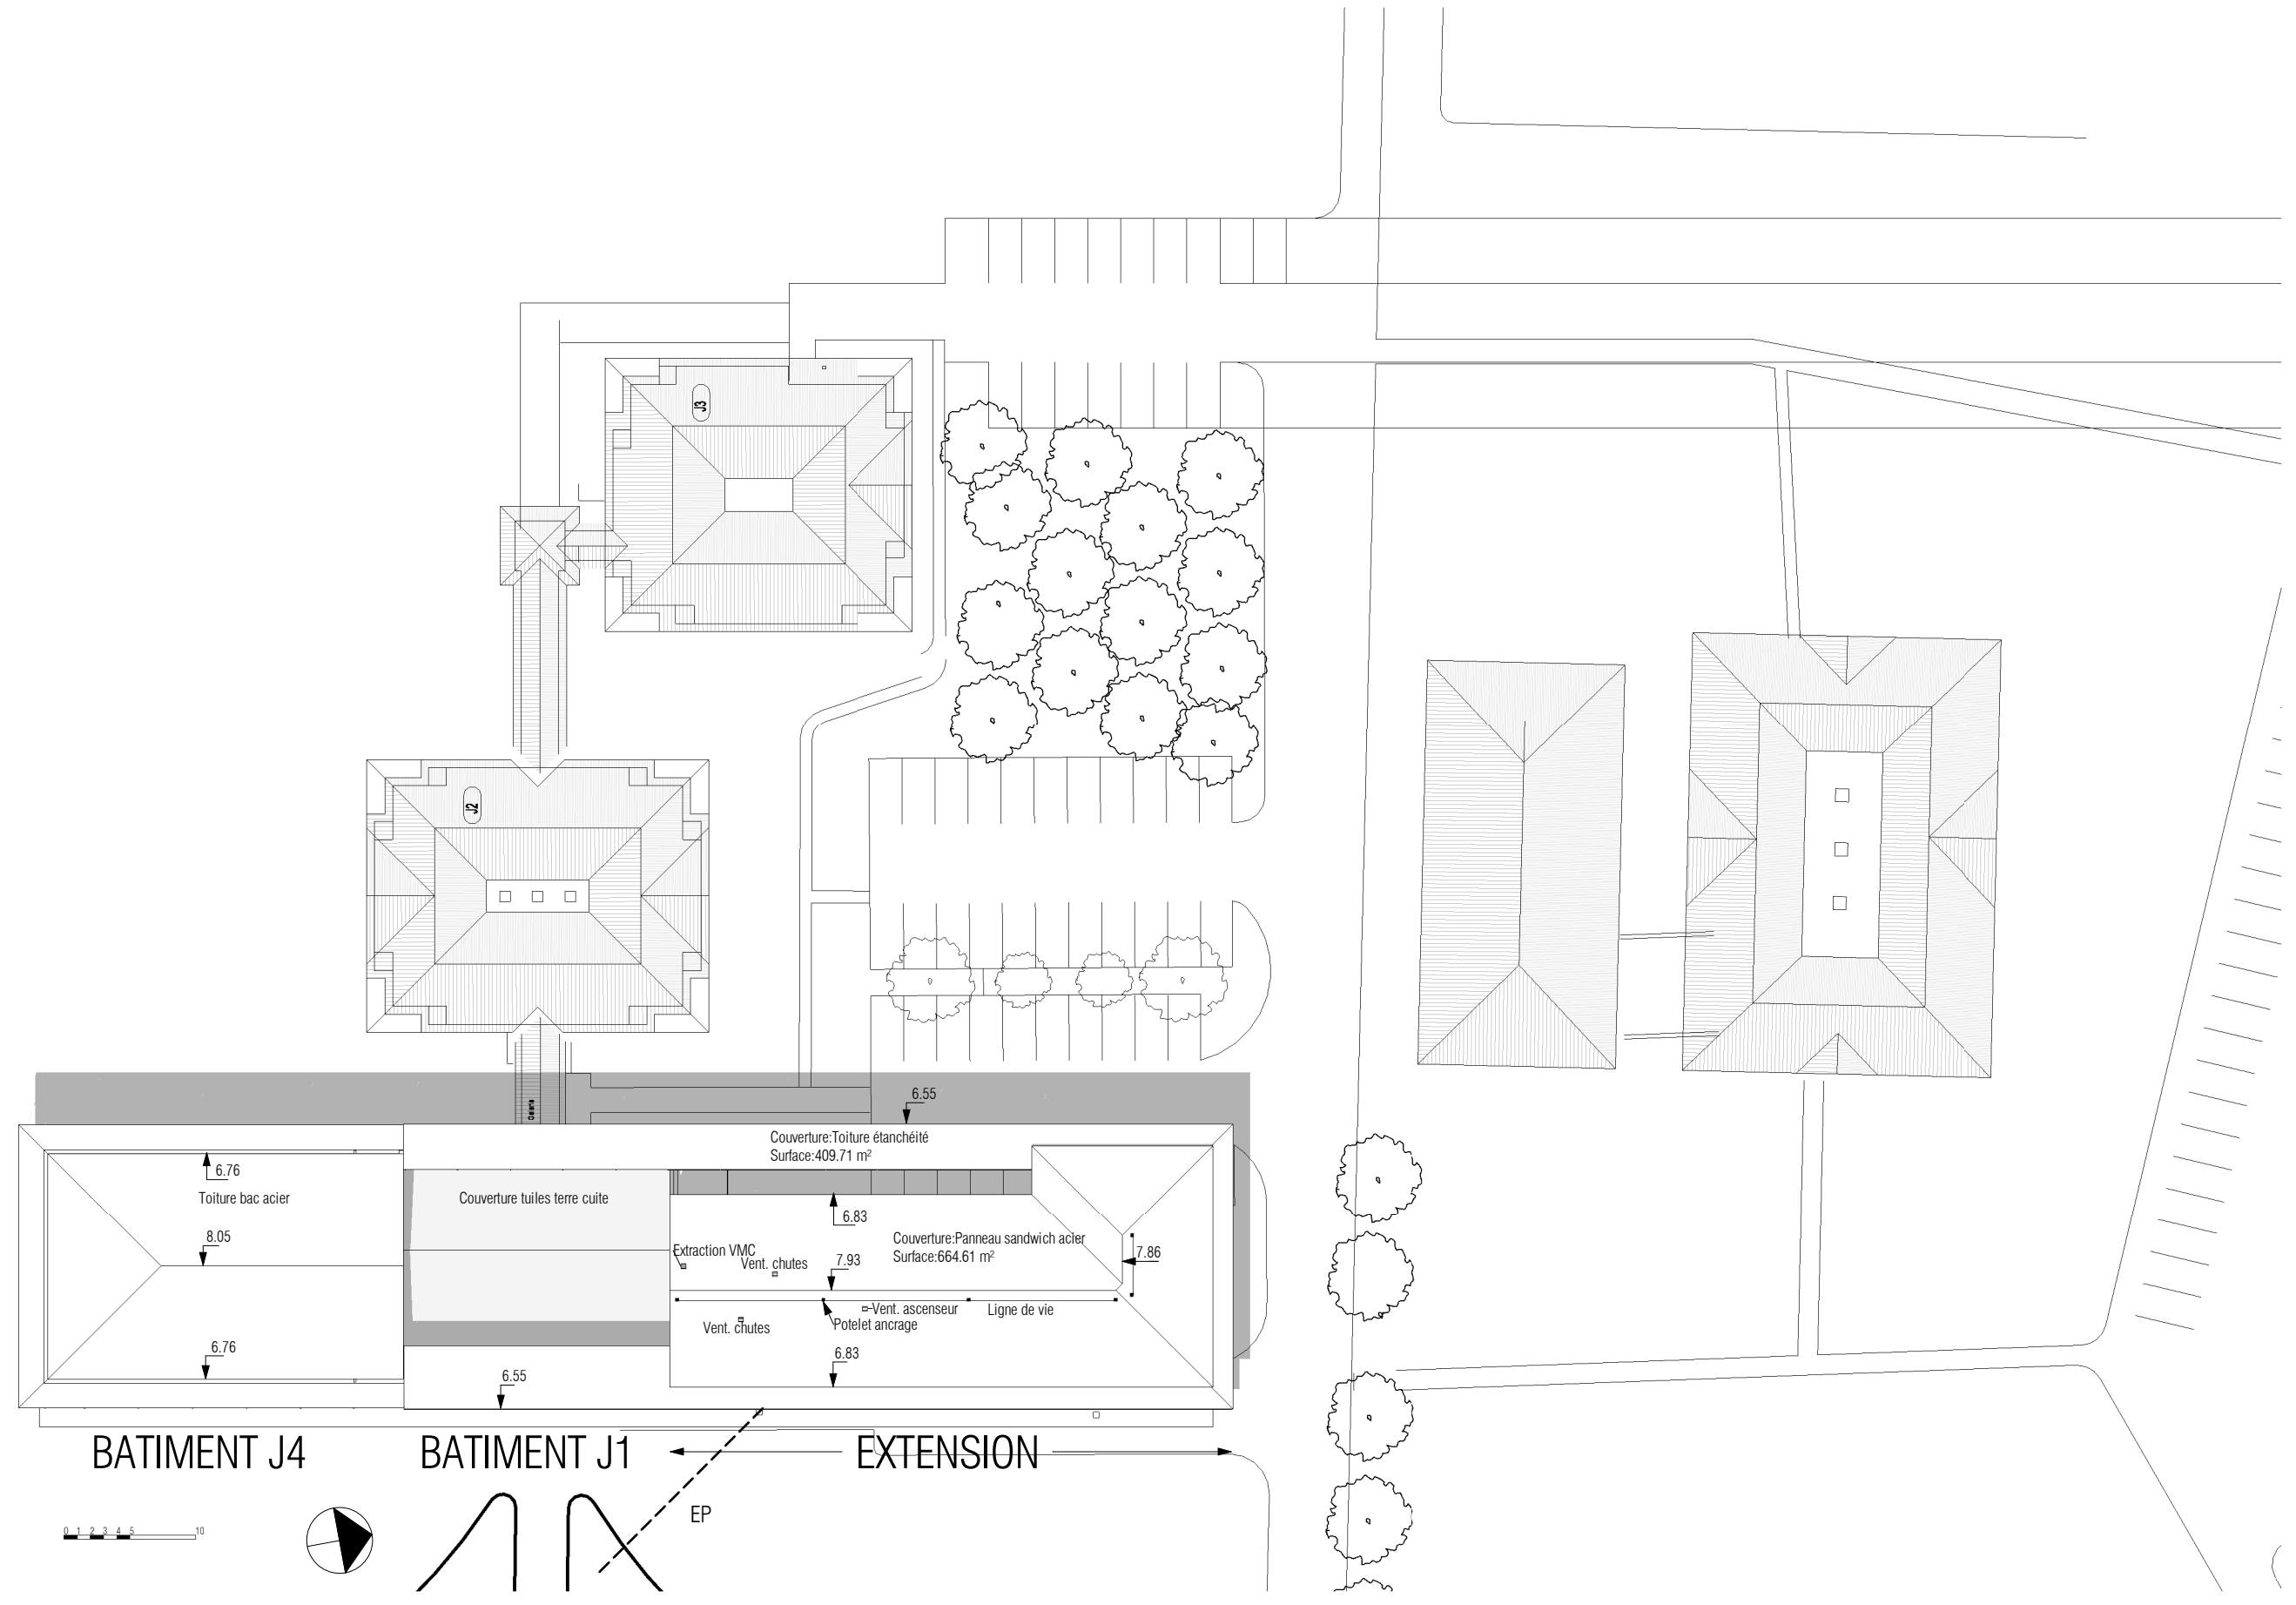 J3
J2
Galerie
6.55
Couverture:Toiture étanchéité
Surface:409.71 m²
6.76
Toiture bac acier
Couverture tuiles terre cuite
6.83
8.05
Couverture:Panneau sandwich acier
Surface:664.61 m²
Extraction VMC
Vent. chutes
7.93
7.86
Vent. ascenseur
Ligne de vie
Potelet ancrage
Vent. chutes
6.76
6.83
6.55
BATIMENT J4
BATIMENT J1
EXTENSION
EP
0 1 2 3 4 5 10